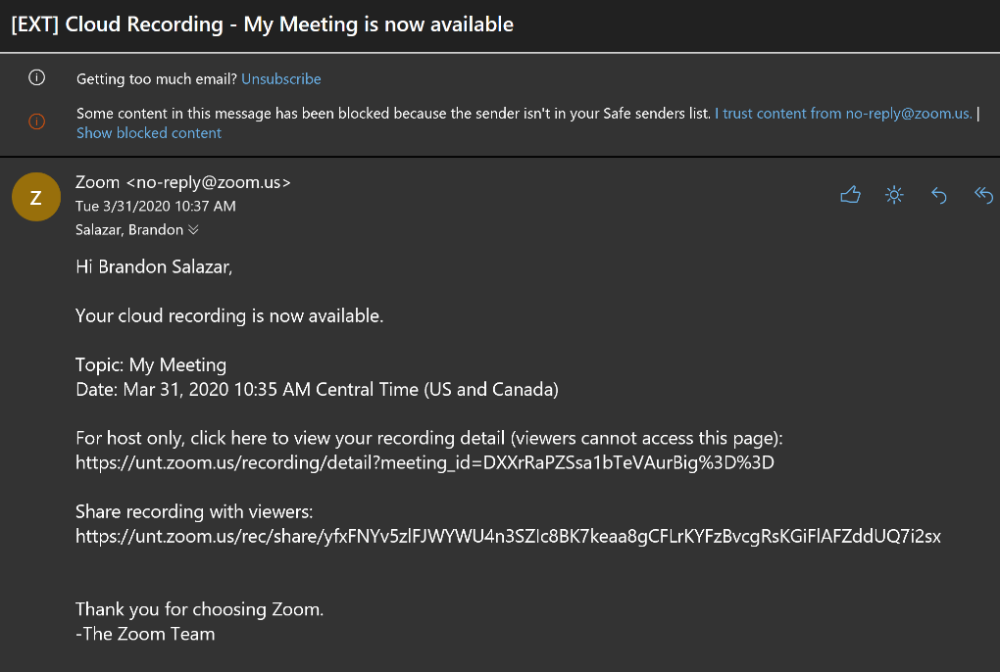 [EXT] Cloud Recording - My Meeting is now available
Getting too much email? Unsubscribe
Some content in this message has been blocked because the sender isn't in your Safe senders list. I trust content from no-reply@zoom.us. |
Show blocked content
Z
Zoom <no-reply@zoom.us>
Tue 3/31/2020 10:37 AM
Salazar, Brandon
Hi Brandon Salazar,
Your cloud recording is now available.
Topic: My Meeting
Date: Mar 31, 2020 10:35 AM Central Time (US and Canada)
For host only, click here to view your recording detail (viewers cannot access this page):
https://unt.zoom.us/recording/detail?meeting_id=DXXrRaPZSsa1bTeVAurBig%3D%3D
Share recording with viewers:
https://unt.zoom.us/rec/share/yfxFNYv5zlFJWYWU4n3SZIc8BK7keaa8gCFLrKYFzBvcgRsKGiFlAFZddUQ7i2sx
Thank you for choosing Zoom.
-The Zoom Team